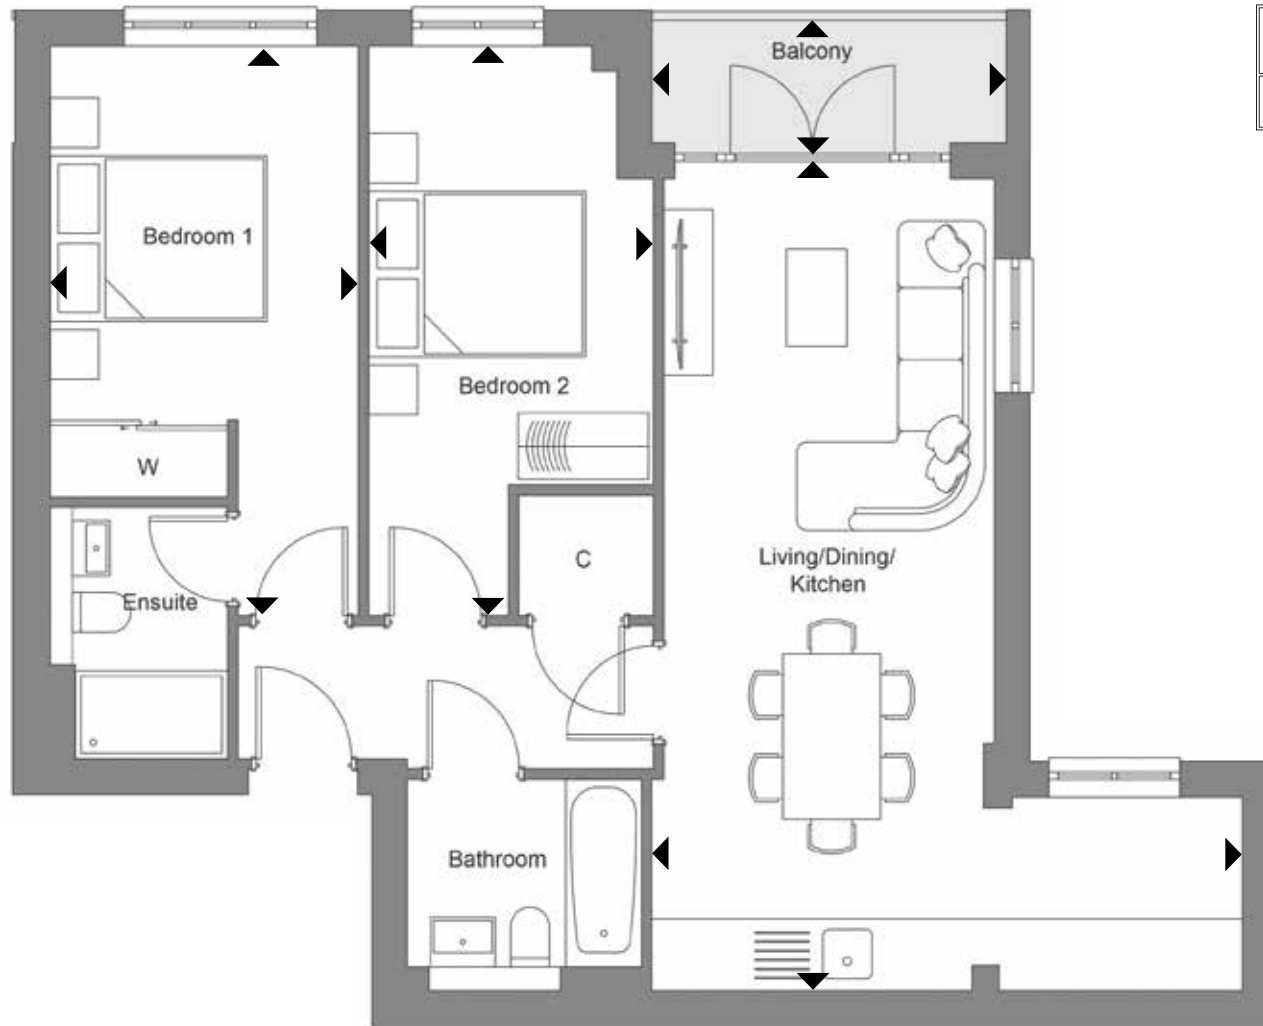 Balcony
Bedroom 1
Bedroom 2
W
C
Living/Dining/
Kitchen
Ensuite
Bathroom